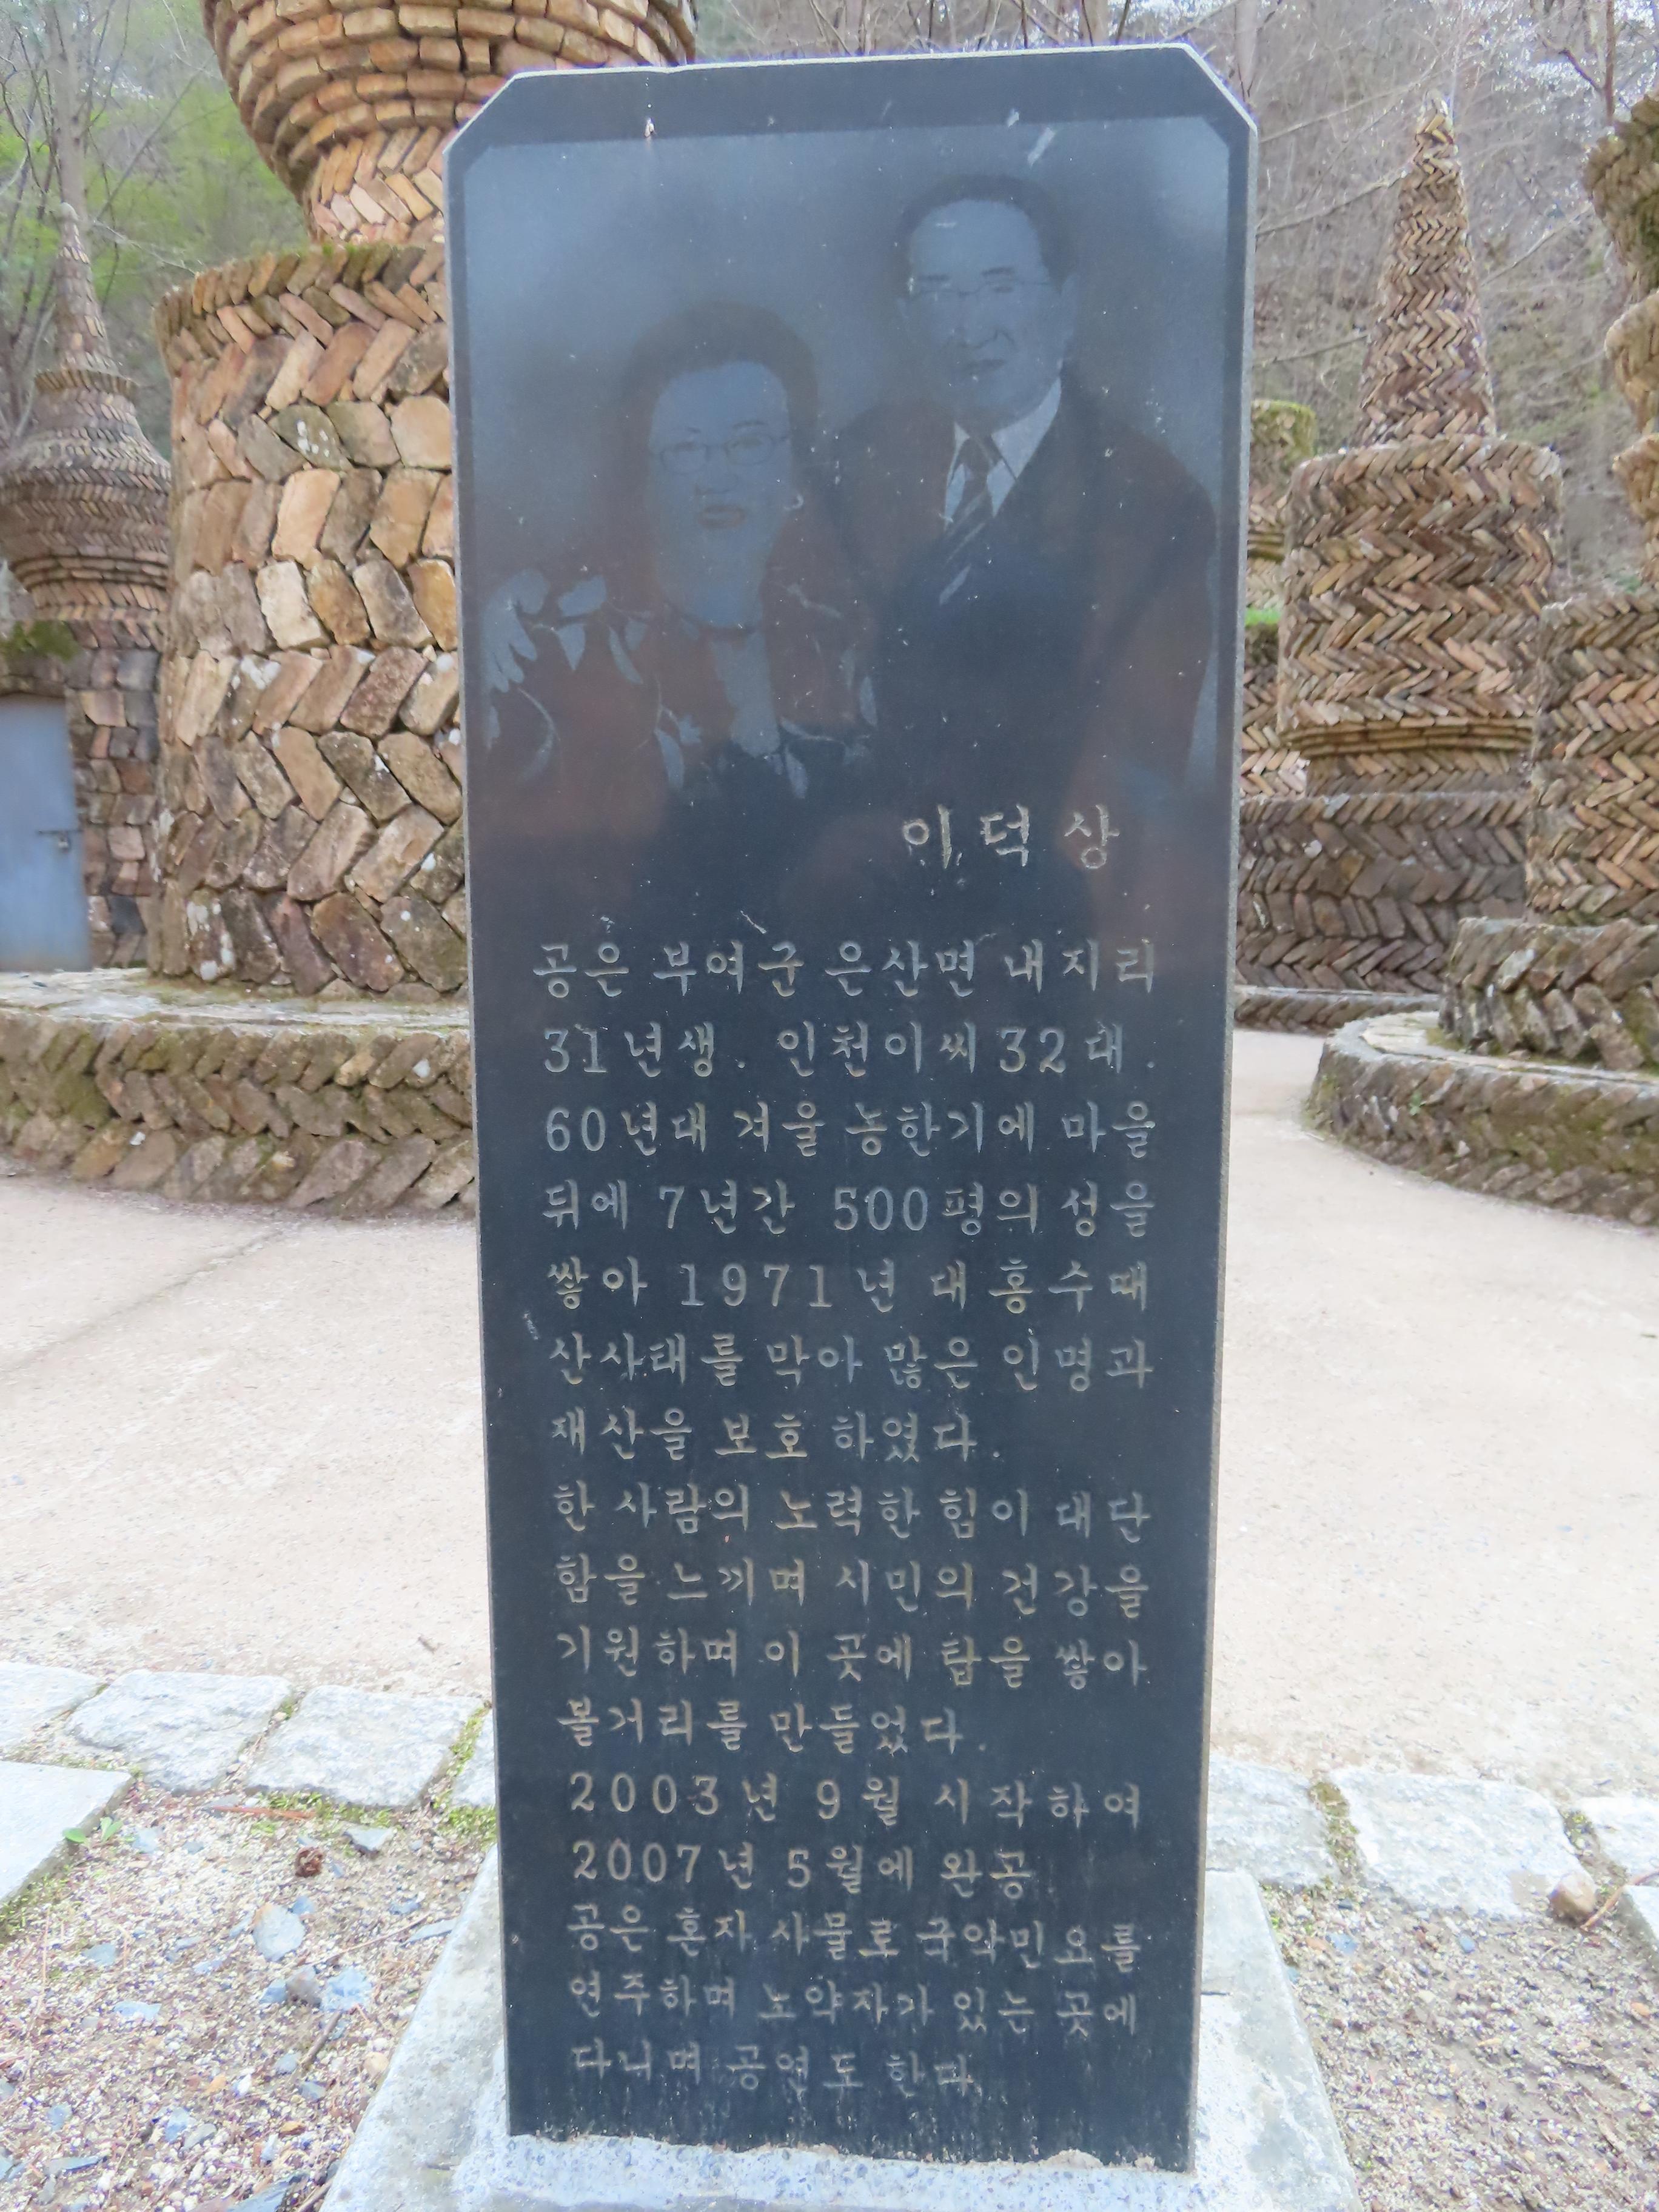 이덕상
공은 부여군 은산면 내지리
31년생. 인천이씨32대.
60년대 겨울 농한기에 마을
뒤에 7년간 500평의 성을
쌓아 1971년 대홍수때
산사태를 막아 많은 인명과
재산을 보호 하였다.
한 사람의 노력한 힘이 대단
함을 느끼며 시민의 건강을
기원하며 이 곳에 탑을 쌓아
볼거리를 만들었다.
2003년 9월 시작하여
2007년 5월에 완공
공은 혼자 사물로 국악민요를
연주하며 노약자가 있는 곳에
다니며 공연도 한다.